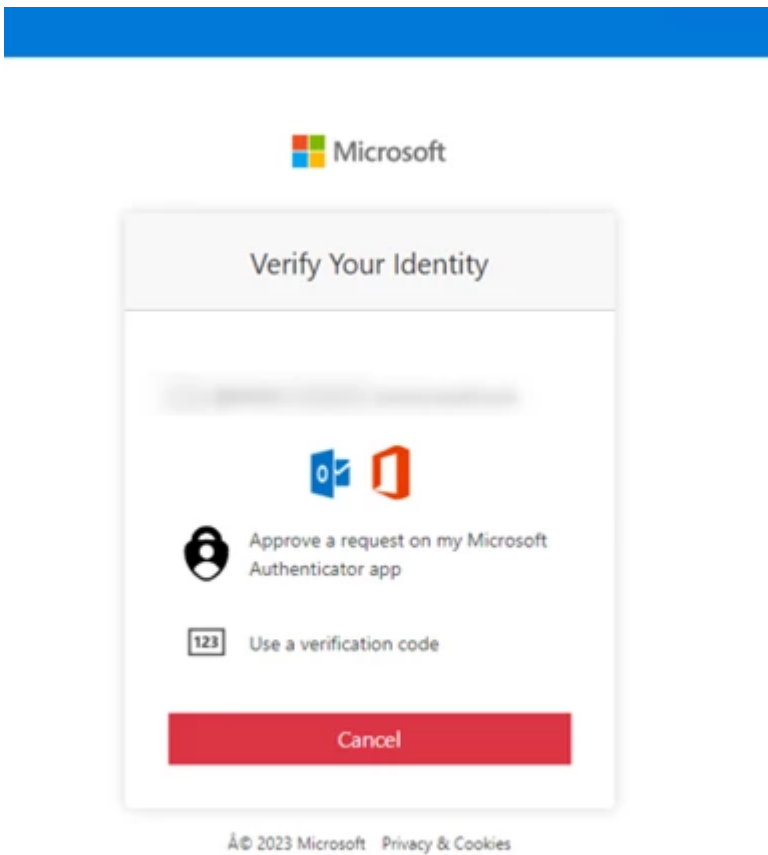 Microsoft
Verify Your Identity
Approve a request on my Microsoft
Authenticator app
123
Use a verification code
Cancel
Â© 2023 Microsoft Privacy & Cookies